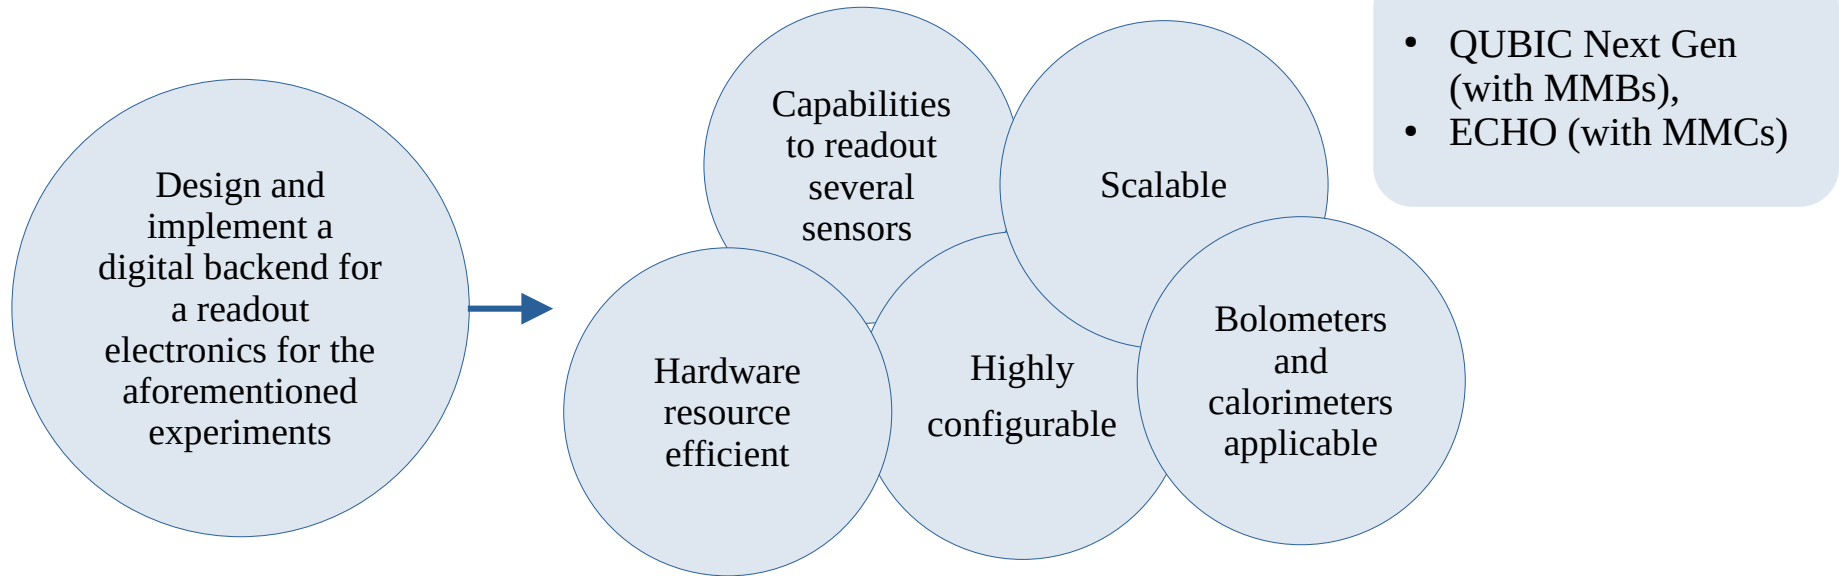 Design and
implement a
digital backend for
a readout
electronics for the
aforementioned
experiments
Capabilities
to readout
several
sensors
Scalable
Hardware
resource
efficient
Highly
configurable
Bolometers
and
calorimeters
applicable
• QUBIC Next Gen
(with MMBs),
• ECHO (with MMCs)